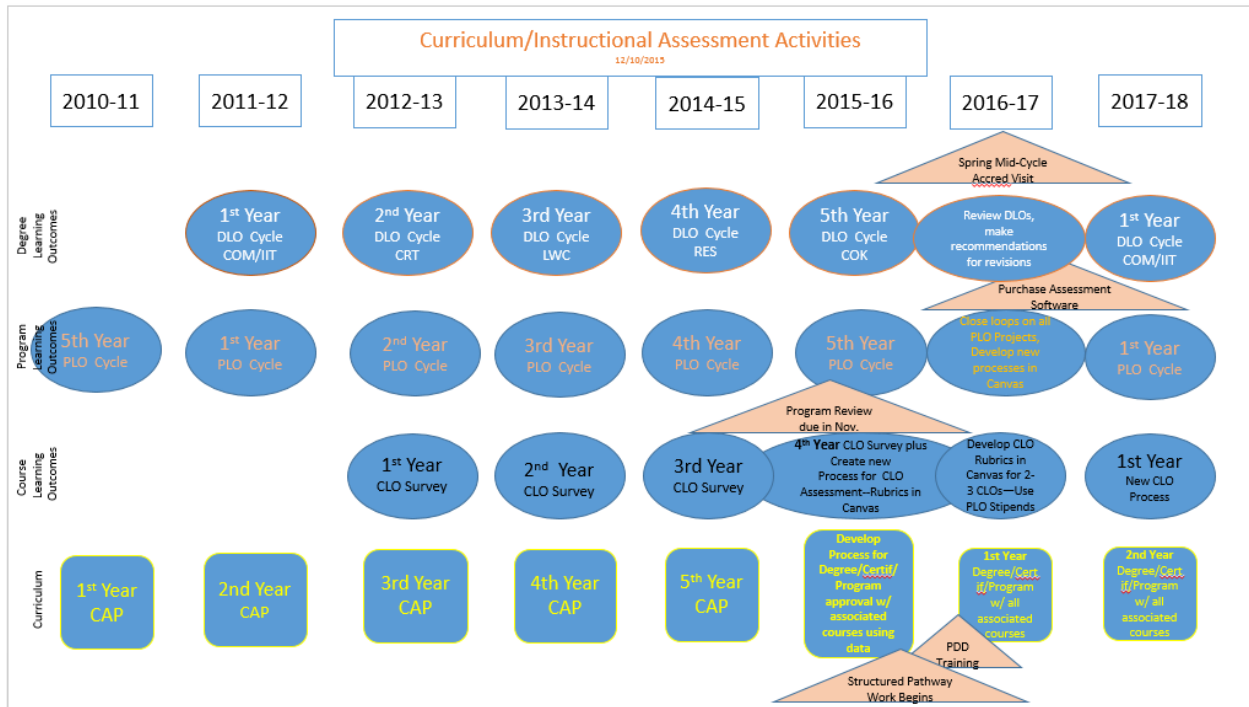 Curriculum/Instructional Assessment Activities
12/10/2015
2010-11
2011-12
2012-13
2013-14
2014-15
2015-16
2016-17
2017-18
Spring Mid-Cycle
Accred Visit
Degree
Learning
Outcomes
1st Year
DLO Cycle
COM/IIT
2nd Year
DLO Cycle
CRT
3rd Year
DLO Cycle
LWC
4th Year
DLO Cycle
RES
5th Year
DLO Cycle
COK
Review DLOs,
make
recommendations
for revisions
1st Year
DLO Cycle
COM/IIT
Purchase Assessment
Software
Program
Learning
Outcomes
5th Year
PLO Cycle
1st Year
PLO Cycle
2nd Year
PLO Cycle
3rd Year
PLO Cycle
4th Year
PLO Cycle
5th Year
PLO Cycle
Close loops on all
PLO Projects,
Develop new
processes in
Canvas
1st Year
PLO Cycle
Program Review
due in Nov.
Course
Learning
Outcomes
1st Year
CLO Survey
2nd Year
CLO Survey
3rd Year
CLO Survey
4th Year CLO Survey plus
Create new
Process for CLO
Assessment--Rubrics in
Canvas
Develop CLO
Rubrics in
Canvas for 2-
3 CLOs—Use
PLO Stipends
1st Year
New CLO
Process
Curriculum
1st Year
CAP
2nd Year
CAP
3rd Year
CAP
4th Year
CAP
5th Year
CAP
Develop
Process for
Degree/Certif/
Program
approval w/
associated
courses using
data
1st Year
Degree/Cert
if/Program
w/ all
associated
courses
2nd Year
Degree/Cert
if/Program
w/ all
associated
courses
PDD
Training
Structured Pathway
Work Begins